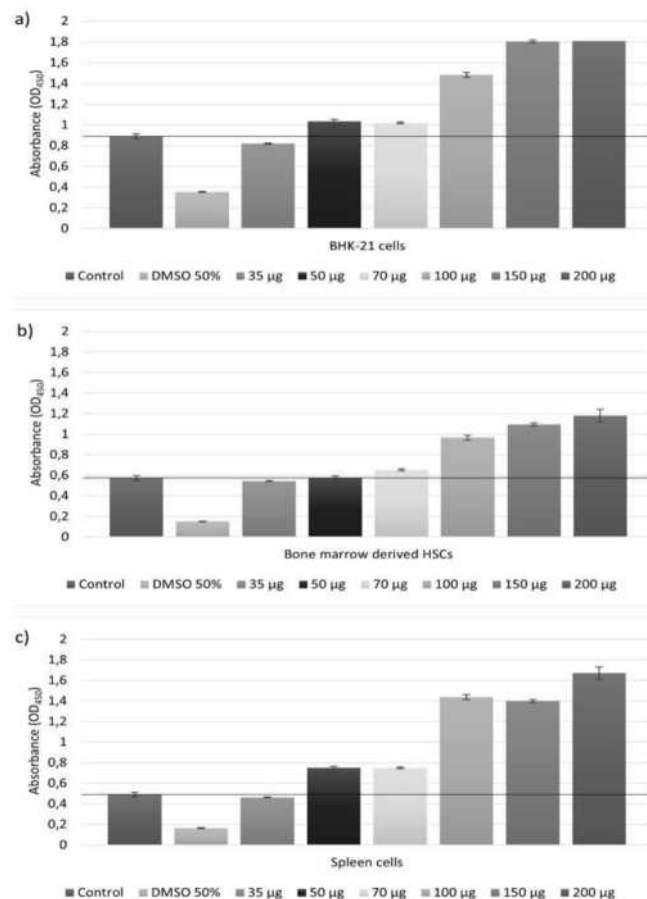 a)
Absorbance (OD450)
2
1,8
1,6
1,4
1,2
1
0,8
0,6
0,4
0,2
0
BHK-21 cells
Control DMSO 50% 35 µg 50 µg 70 µg 100 µg 150 µg 200 µg
b)
Absorbance (OD450)
2
1,8
1,6
1,4
1,2
1
0,8
0,6
0,4
0,2
0
Bone marrow derived HSCs
Control DMSO 50% 35 µg 50 µg 70 µg 100 µg 150 µg 200 µg
c)
Absorbance (OD450)
2
1,8
1,6
1,4
1,2
1
0,8
0,6
0,4
0,2
0
Spleen cells
Control DMSO 50% 35 µg 50 µg 70 µg 100 µg 150 µg 200 µg